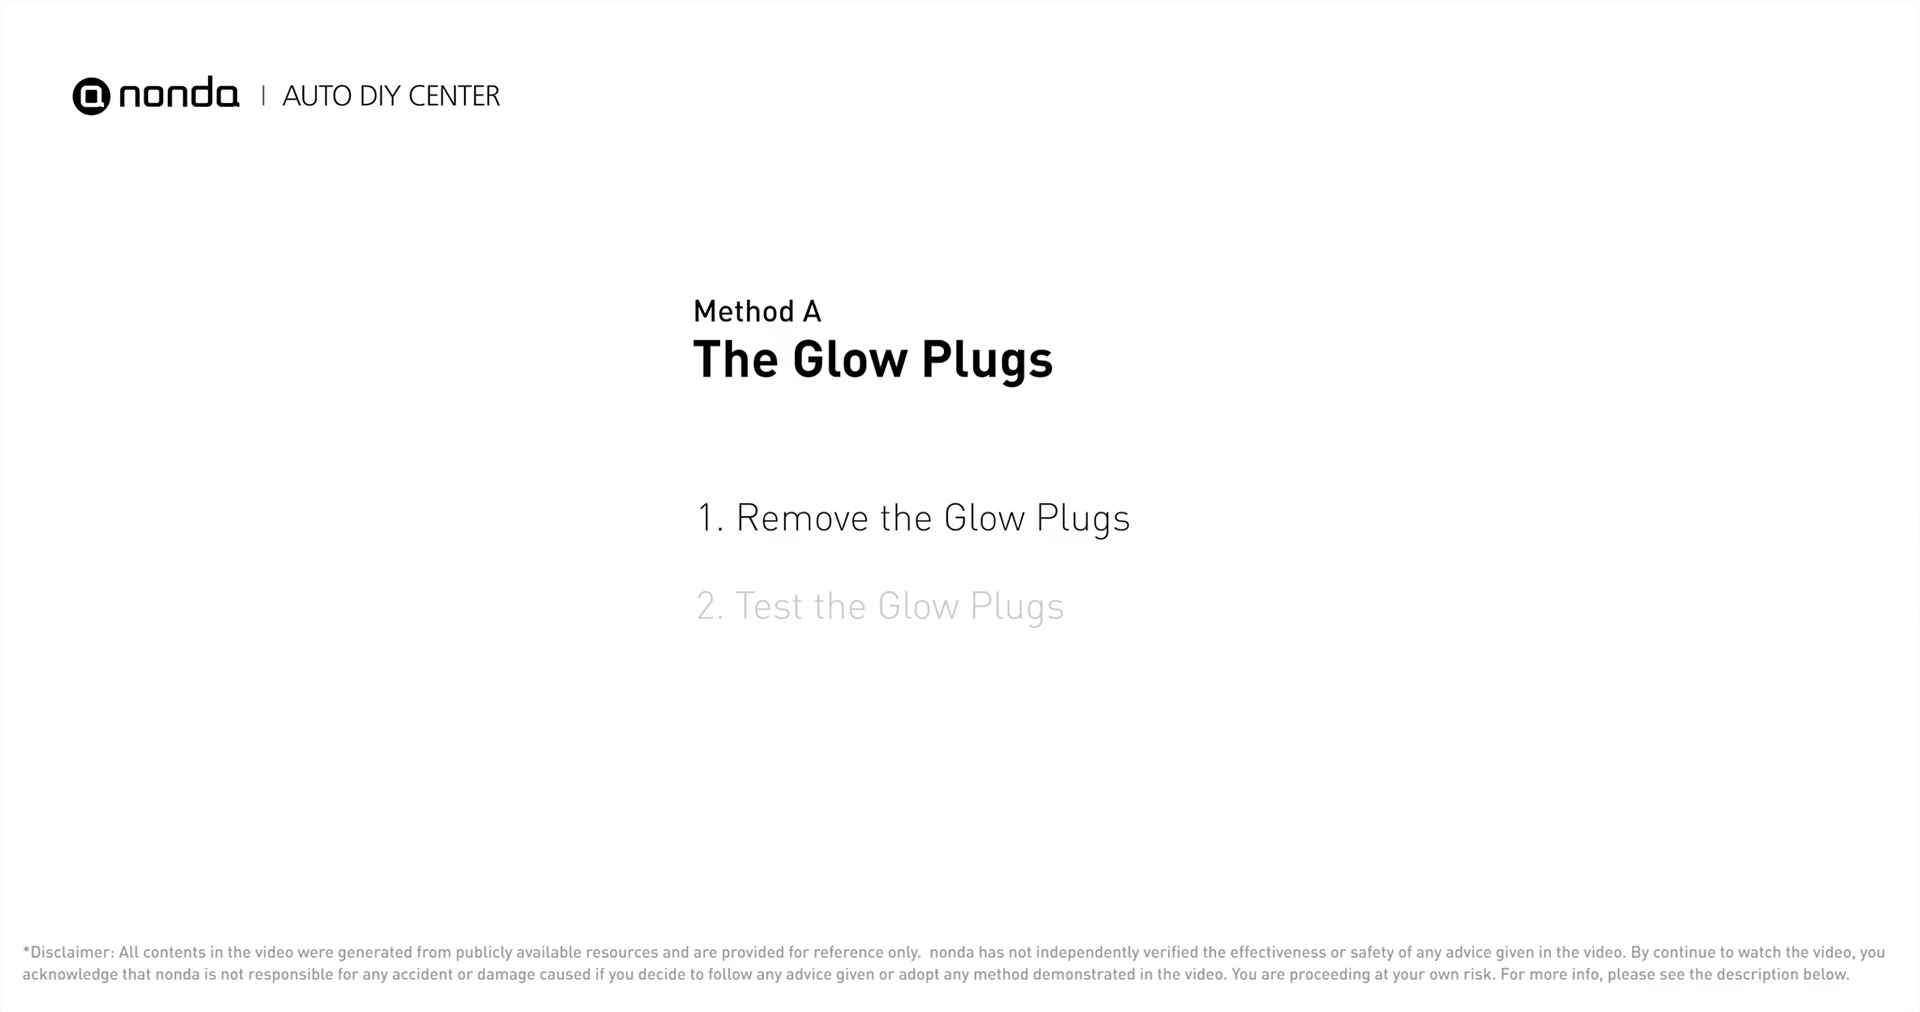 nonda | AUTO DIY CENTER
Method A
The Glow Plugs
1. Remove the Glow Plugs
2. Test the Glow Plugs
*Disclaimer: All contents in the video were generated from publicly available resources and are provided for reference only.  nonda has not independently verified the effectiveness or safety of any advice given in the video. By continue to watch the video, you
acknowledge that nonda is not responsible for any accident or damage caused if you decide to follow any advice given or adopt any method demonstrated in the video. You are proceeding at your own risk. For more info, please see the description below.